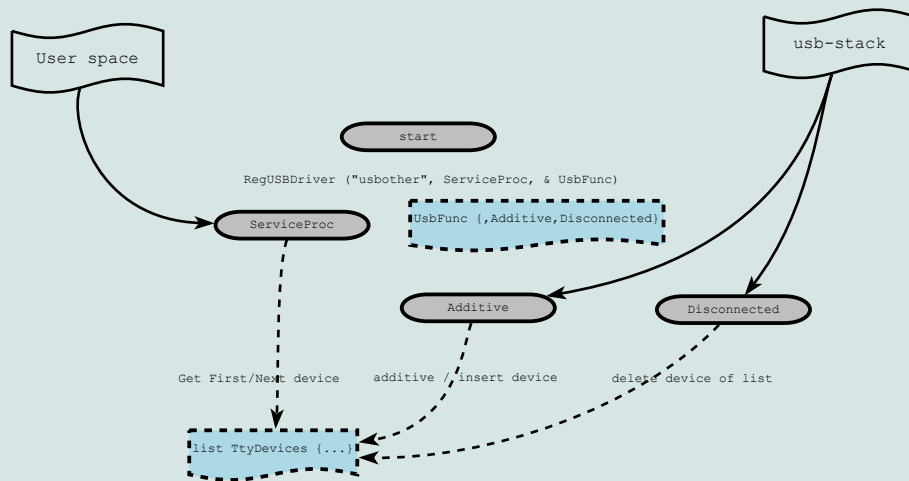 User space
usb-stack
start
RegUSBDriver ("usbother", ServiceProc, & UsbFunc)
UsbFunc {,Additive,Disconnected}
ServiceProc
Additive
Disconnected
Get First/Next device
additive / insert device
delete device of list
list TtyDevices {...}